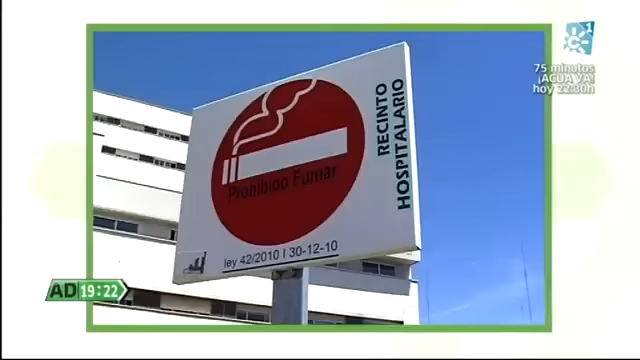 1
75 minutos
¡AGUA VA!
hoy 22:30h
RECINTO
HOSPITALARIO
Prohibido Fumar
ley 42/2010 I 30-12-10
AD 19:22